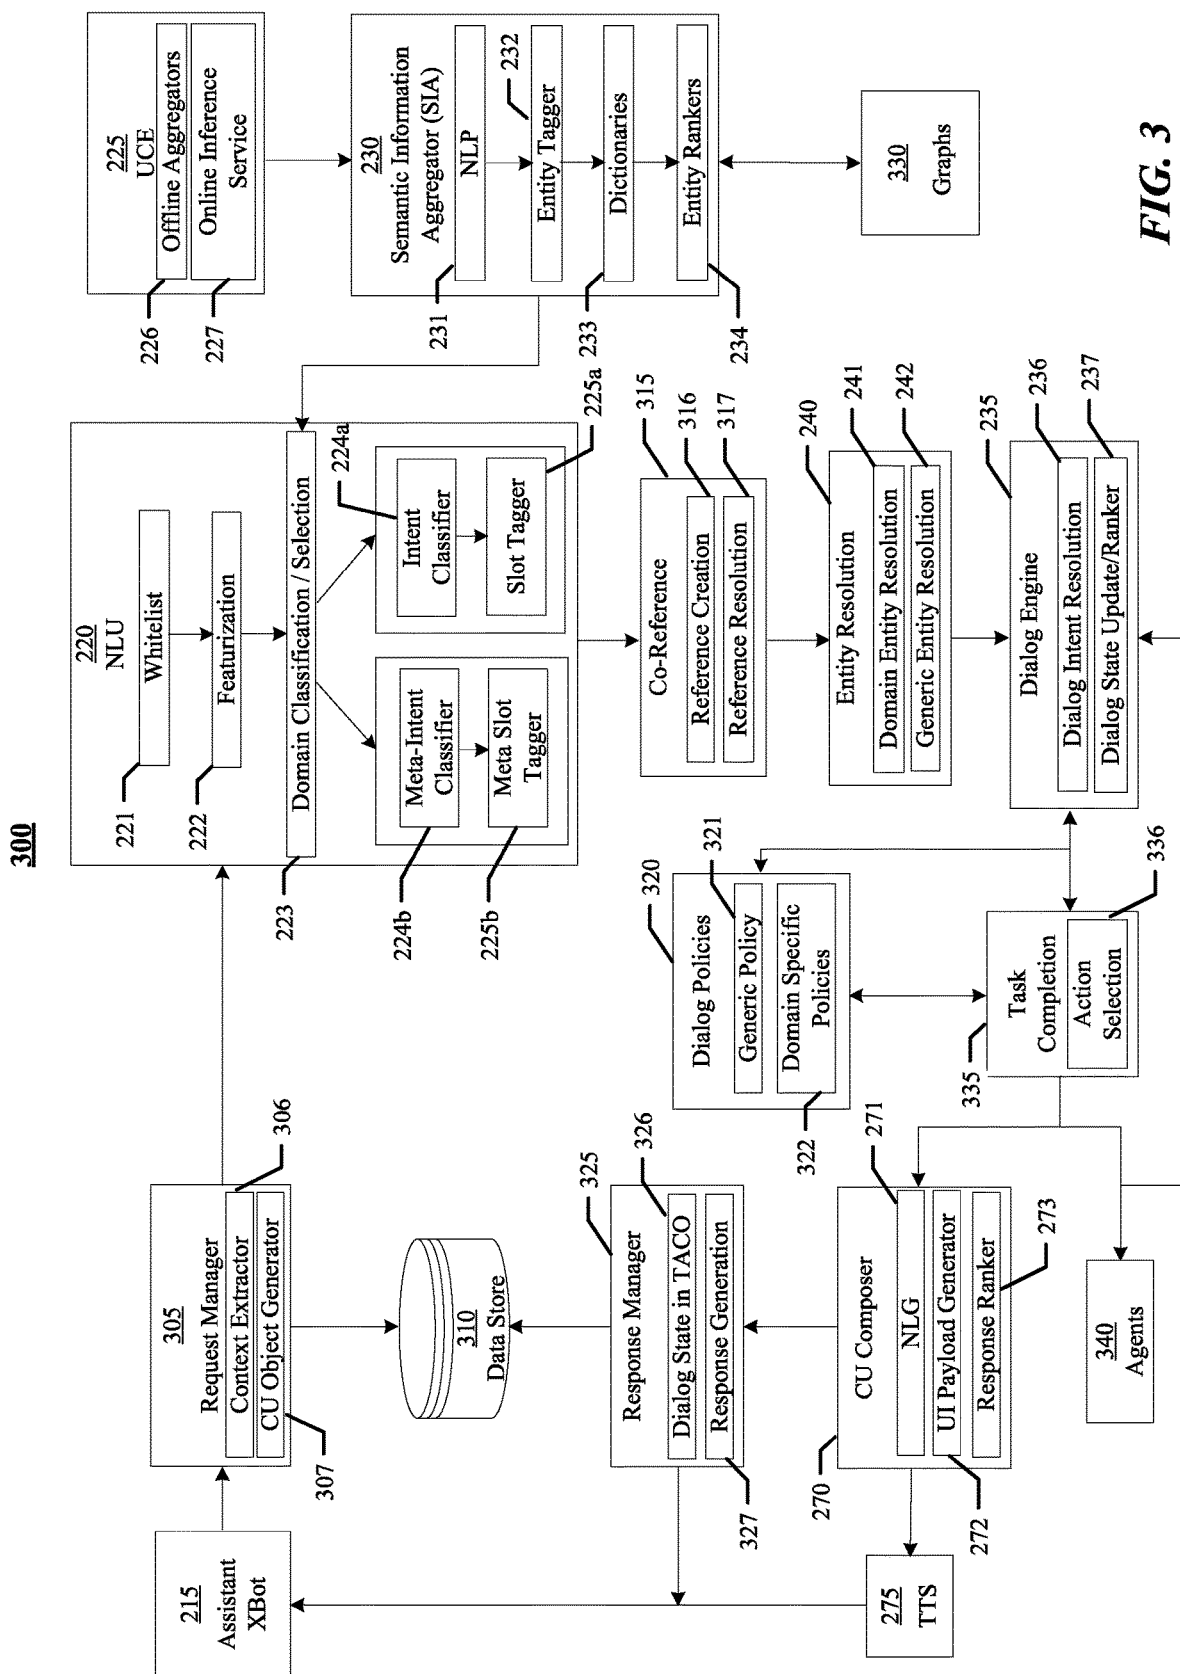 300
215
Assistant
XBot
305
Request Manager
Context Extractor
CU Object Generator
306
307
310
Data Store
220
NLU
Whitelist
Featurization
Domain Classification / Selection
Meta-Intent
Classifier
Meta Slot
Tagger
Intent
Classifier
Slot Tagger
221
222
223
224b
225b
224a
225a
225
UCE
Offline Aggregators
Online Inference
Service
226
227
230
Semantic Information
Aggregator (SIA)
NLP
Entity Tagger
Dictionaries
Entity Rankers
231
232
233
234
330
Graphs
Co-Reference
Reference Creation
Reference Resolution
315
316
317
Entity Resolution
Domain Entity Resolution
Generic Entity Resolution
240
241
242
Dialog Engine
Dialog Intent Resolution
Dialog State Update/Ranker
235
236
237
Dialog Policies
Generic Policy
Domain Specific
Policies
320
321
322
Task
Completion
Action
Selection
335
336
Response Manager
Dialog State in TACO
Response Generation
325
326
327
CU Composer
NLG
UI Payload Generator
Response Ranker
270
271
272
273
275
TTS
340
Agents
FIG. 3